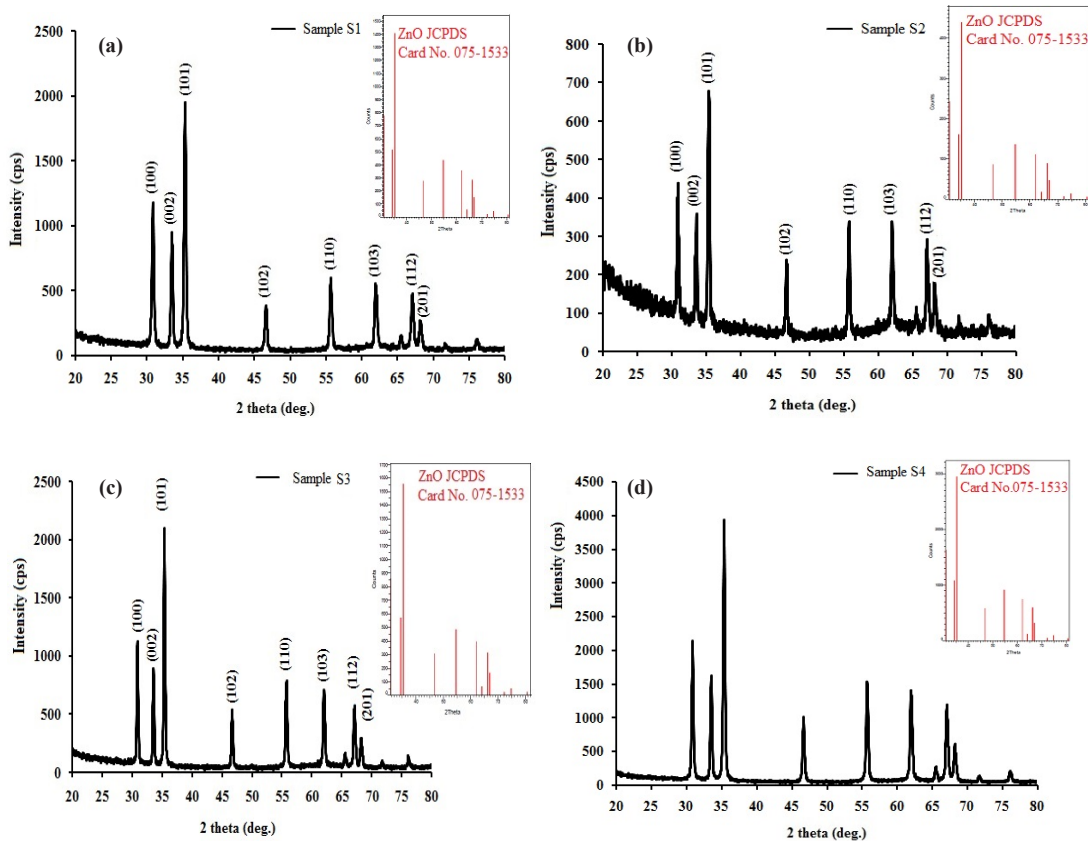 (a)
Sample S1
ZnO JCPDS
Card No. 075-1533
Counts
2Theta
2500
2000
1500
1000
500
0
Intensity (cps)
(100)
(002)
(101)
(102)
(110)
(103)
(112)
(201)
20 25 30 35 40 45 50 55 60 65 70 75 80
2 theta (deg.)
(b)
Sample S2
ZnO JCPDS
Card No. 075-1533
Counts
2Theta
800
700
600
500
400
300
200
100
0
Intensity (cps)
(100)
(002)
(101)
(102)
(110)
(103)
(112)
(201)
20 25 30 35 40 45 50 55 60 65 70 75 80
2 theta (deg.)
(c)
Sample S3
ZnO JCPDS
Card No. 075-1533
Counts
2Theta
2500
2000
1500
1000
500
0
Intensity (cps)
(100)
(002)
(101)
(102)
(110)
(103)
(112)
(201)
20 25 30 35 40 45 50 55 60 65 70 75 80
2 theta (deg.)
(d)
Sample S4
ZnO JCPDS
Card No.075-1533
Counts
2Theta
4500
4000
3500
3000
2500
2000
1500
1000
500
0
Intensity (cps)
20 25 30 35 40 45 50 55 60 65 70 75 80
2 theta (deg.)